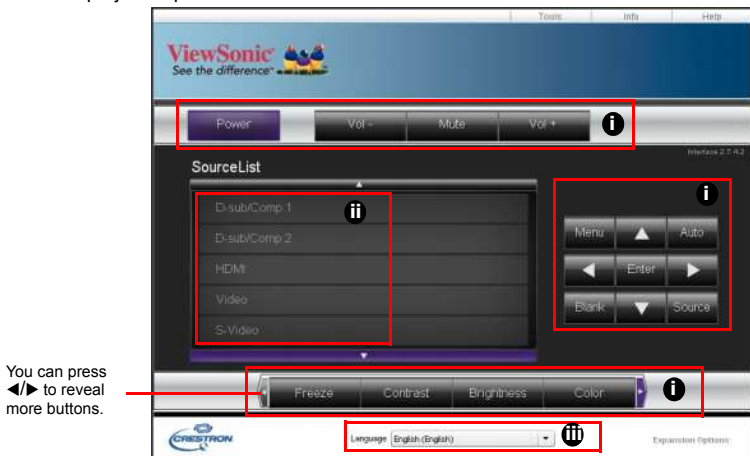 Tools Info Help
ViewSonic
See the difference™
Power Vol - Mute Vol + i
Interface 2.7.4.2
SourceList
i
D-sub/Comp.1
ii
D-sub/Comp.2
HDMI
Video
S-Video
Menu Auto
Enter
Blank Source
You can press
◀/▶ to reveal
more buttons.
Freeze Contrast Brightness Color i
CRESTRON
Language English (English) iii
Expansion Options